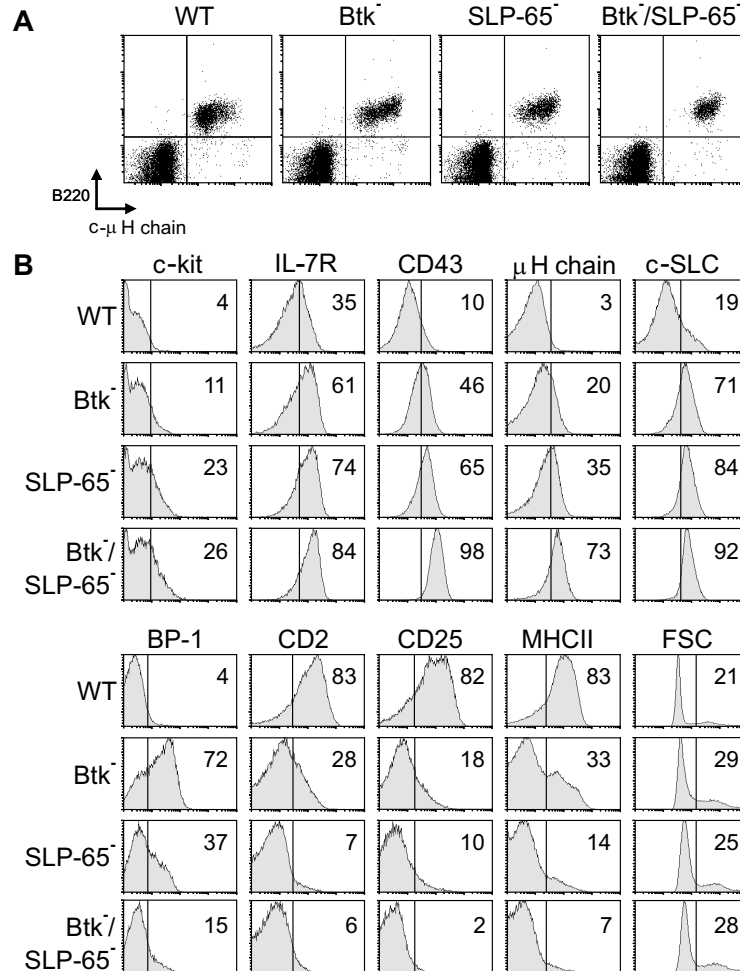 A
WT Btk⁻ SLP-65⁻ Btk⁻/SLP-65⁻
B220
c-μ H chain
B
c-kit IL-7R CD43 μ H chain c-SLC
WT 4 35 10 3 19
Btk⁻ 11 61 46 20 71
SLP-65⁻ 23 74 65 35 84
Btk⁻/
SLP-65⁻ 26 84 98 73 92
BP-1 CD2 CD25 MHCII FSC
WT 4 83 82 83 21
Btk⁻ 72 28 18 33 29
SLP-65⁻ 37 7 10 14 25
Btk⁻/
SLP-65⁻ 15 6 2 7 28